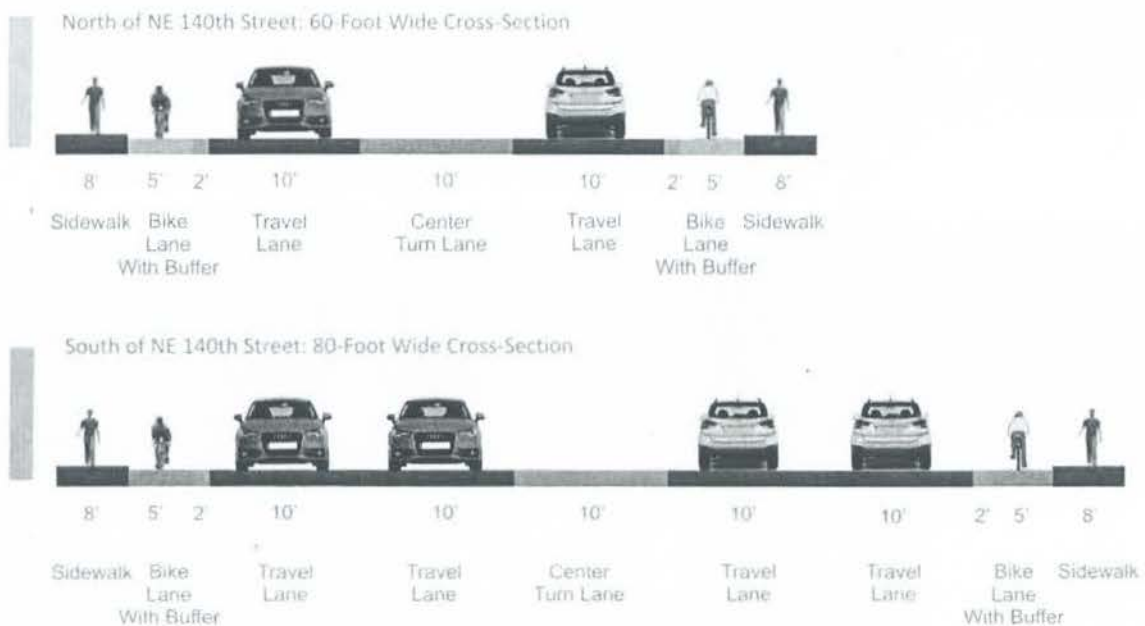 North of NE 140th Street: 60-Foot Wide Cross-Section
8' 5' 2' 10' 10' 10' 2' 5' 8'
Sidewalk Bike Travel Center Travel Bike Sidewalk
Lane Lane Turn Lane Lane Lane
With Buffer With Buffer
South of NE 140th Street: 80-Foot Wide Cross-Section
8' 5' 2' 10' 10' 10' 10' 10' 2' 5' 8'
Sidewalk Bike Travel Travel Center Travel Travel Bike Sidewalk
Lane Lane Lane Turn Lane Lane Lane Lane
With Buffer With Buffer